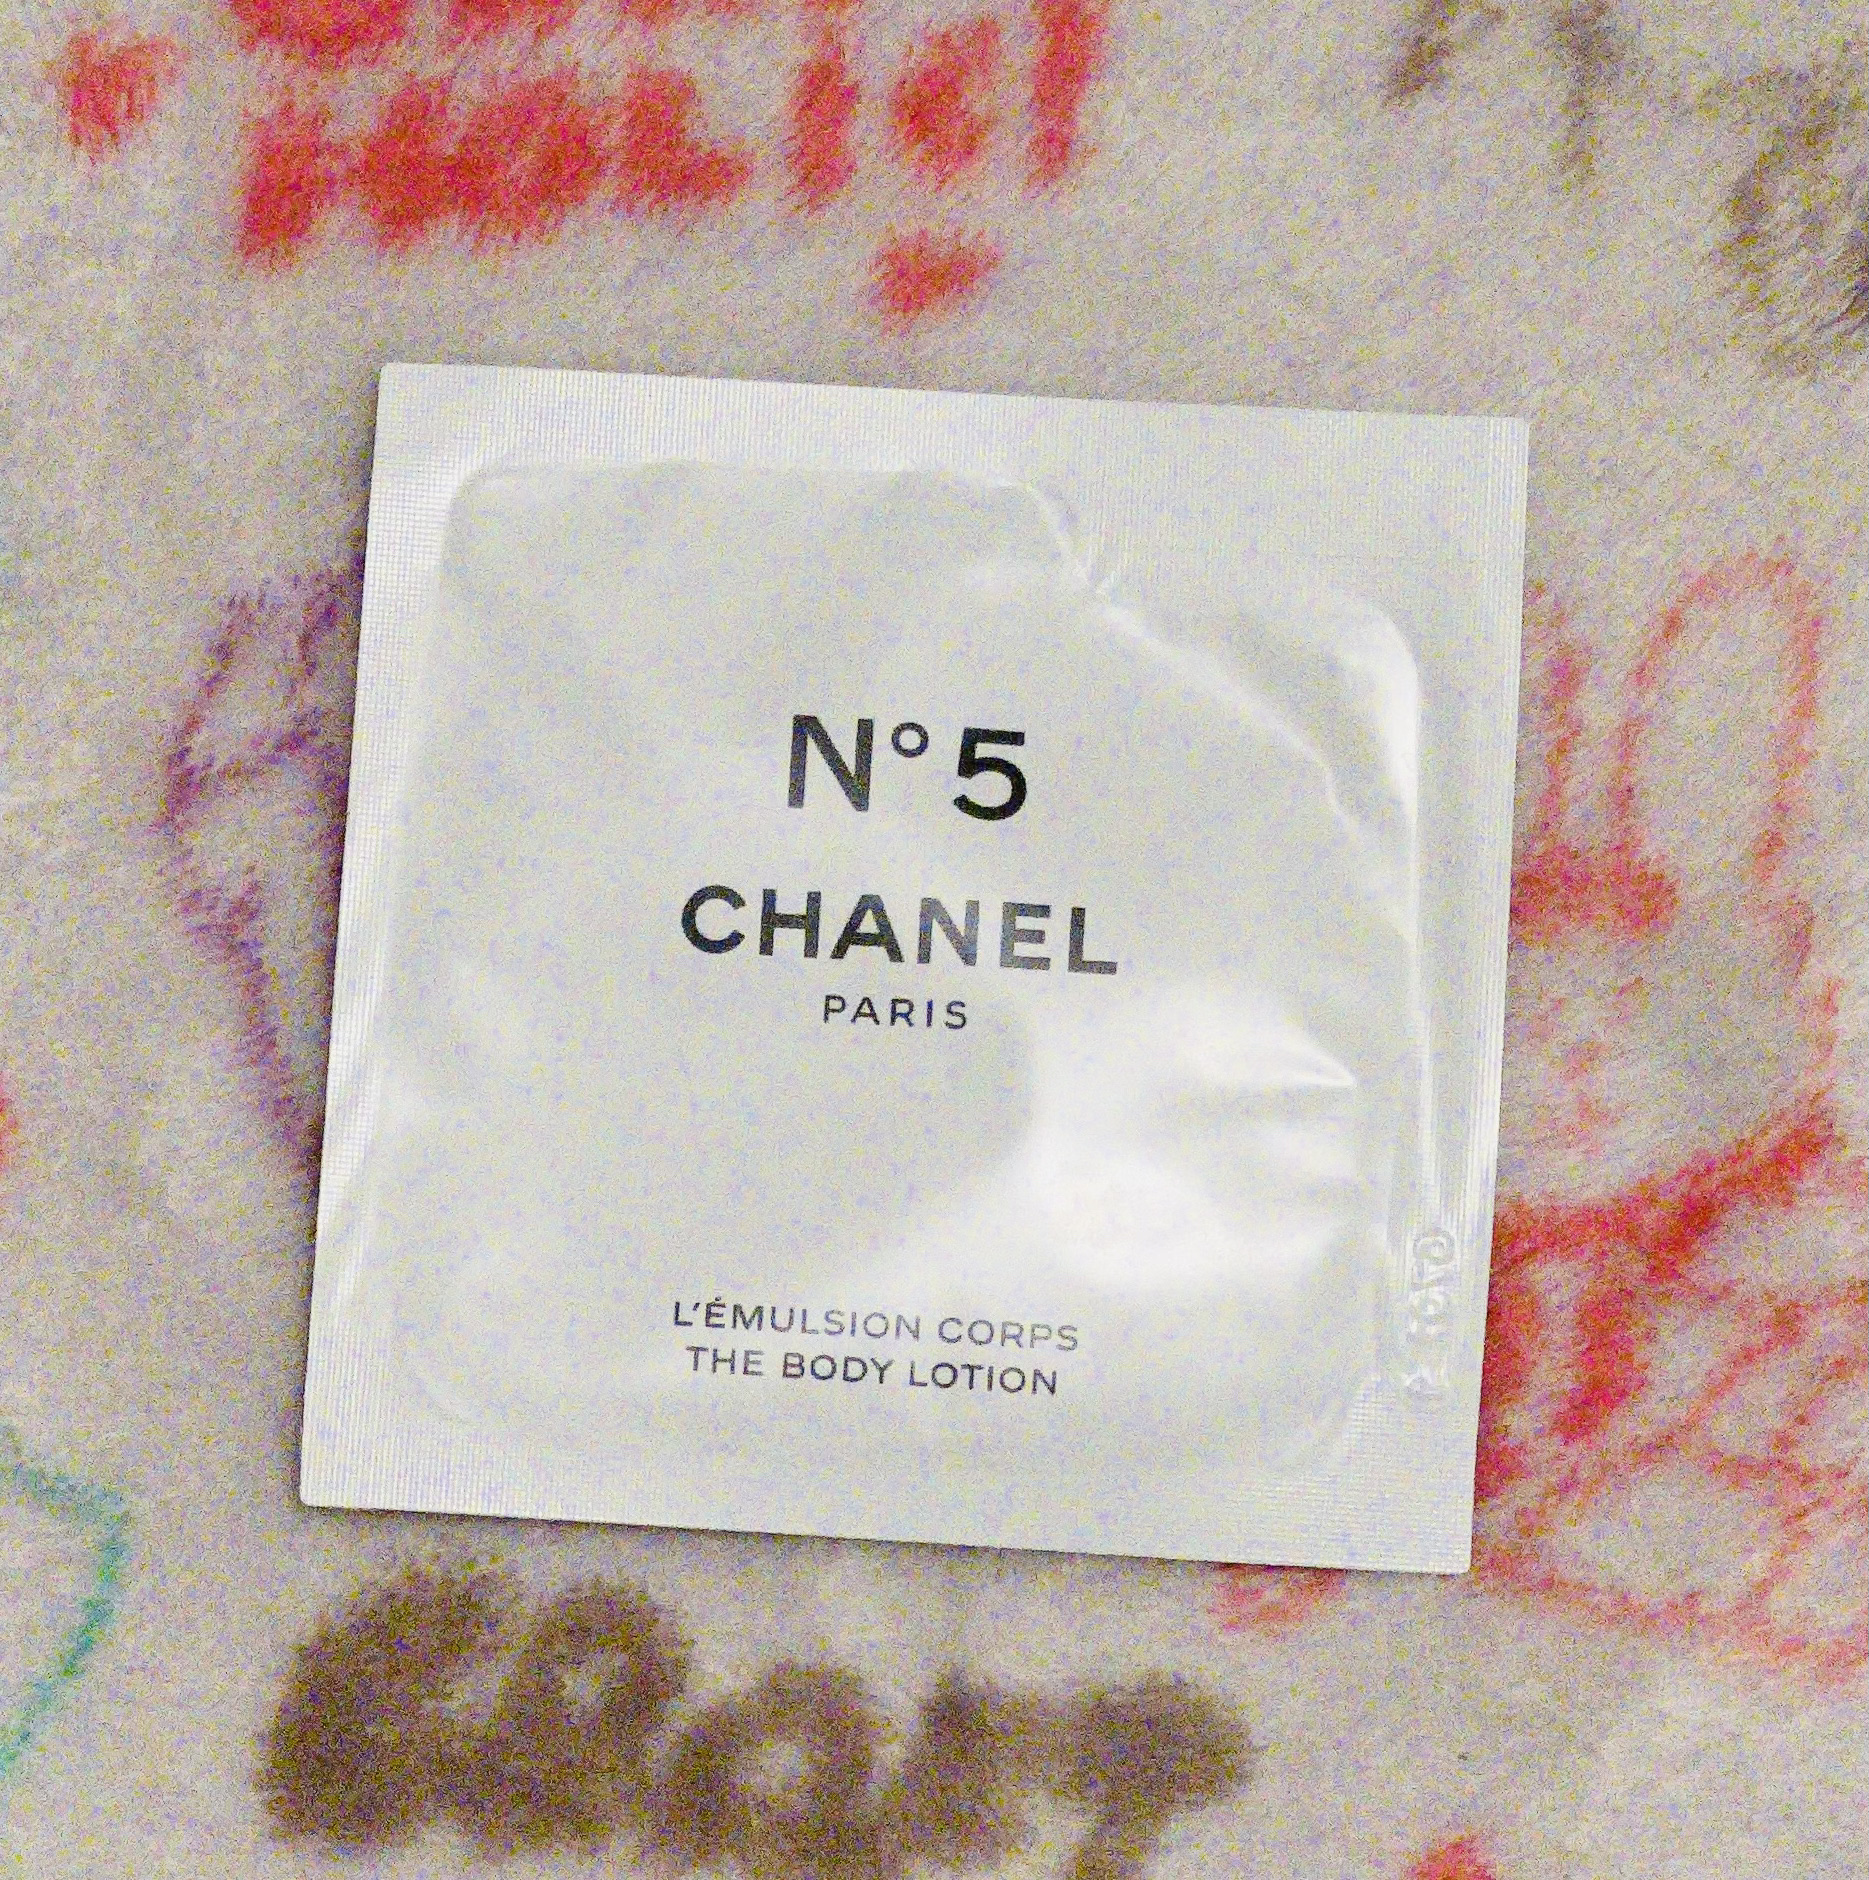 N°5
CHANEL
PARIS
L'ÉMULSION CORPS
THE BODY LOTION